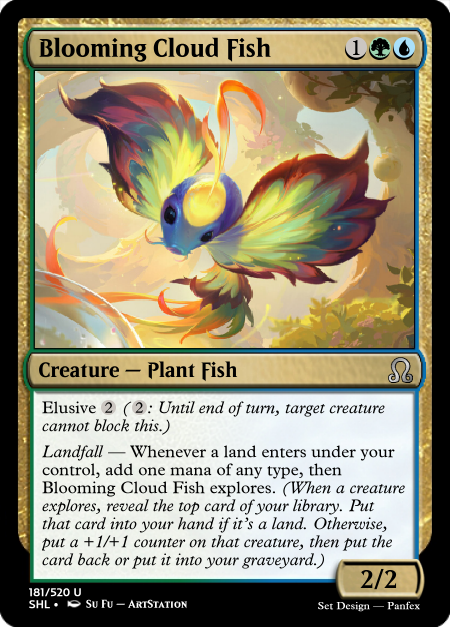 Blooming Cloud Fish 1
Creature — Plant Fish
Elusive 2 ( 2: Until end of turn, target creature
cannot block this.)
Landfall — Whenever a land enters under your
control, add one mana of any type, then
Blooming Cloud Fish explores. (When a creature
explores, reveal the top card of your library. Put
that card into your hand if it's a land. Otherwise,
put a +1/+1 counter on that creature, then put the
card back or put it into your graveyard.)
2/2
181/520 U
SHL • Su Fu — ArtStation
Set Design — Panfex